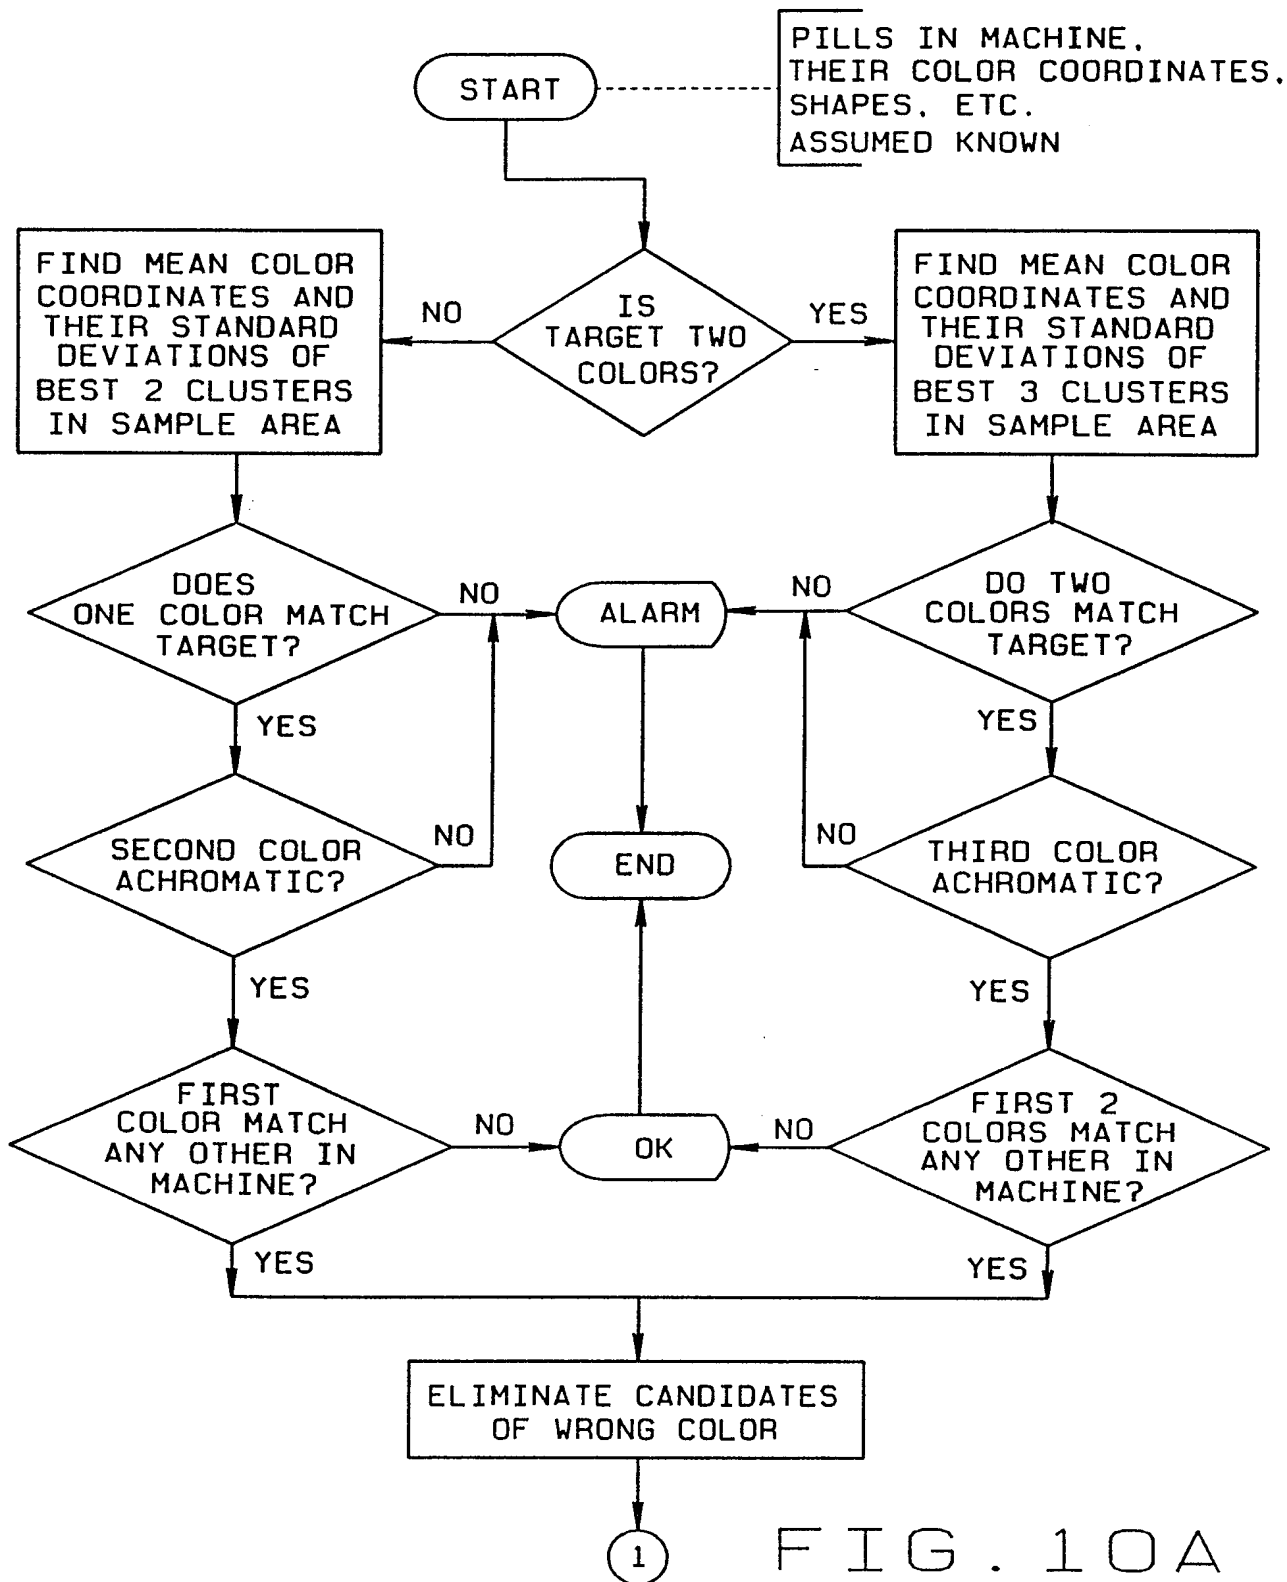 START
PILLS IN MACHINE,
THEIR COLOR COORDINATES,
SHAPES, ETC.
ASSUMED KNOWN
IS
TARGET TWO
COLORS?
NO
YES
FIND MEAN COLOR
COORDINATES AND
THEIR STANDARD
DEVIATIONS OF
BEST 2 CLUSTERS
IN SAMPLE AREA
FIND MEAN COLOR
COORDINATES AND
THEIR STANDARD
DEVIATIONS OF
BEST 3 CLUSTERS
IN SAMPLE AREA
DOES
ONE COLOR MATCH
TARGET?
NO
ALARM
NO
DO TWO
COLORS MATCH
TARGET?
YES
YES
SECOND COLOR
ACHROMATIC?
NO
END
NO
THIRD COLOR
ACHROMATIC?
YES
YES
FIRST
COLOR MATCH
ANY OTHER IN
MACHINE?
NO
OK
NO
FIRST 2
COLORS MATCH
ANY OTHER IN
MACHINE?
YES
YES
ELIMINATE CANDIDATES
OF WRONG COLOR
1
FIG. 10A